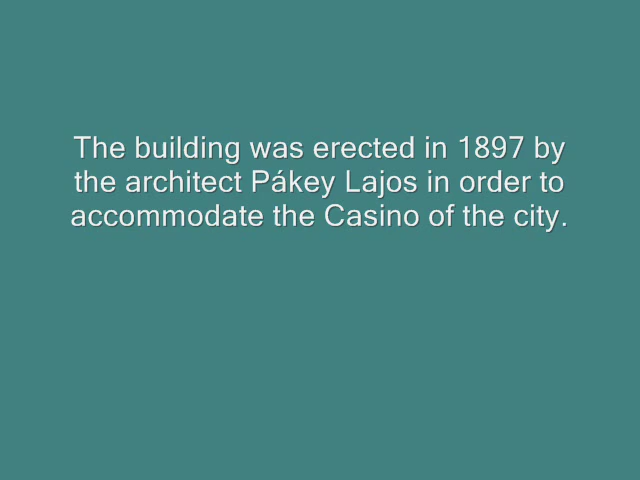 The building was erected in 1897 by
the architect Pákey Lajos in order to
accommodate the Casino of the city.